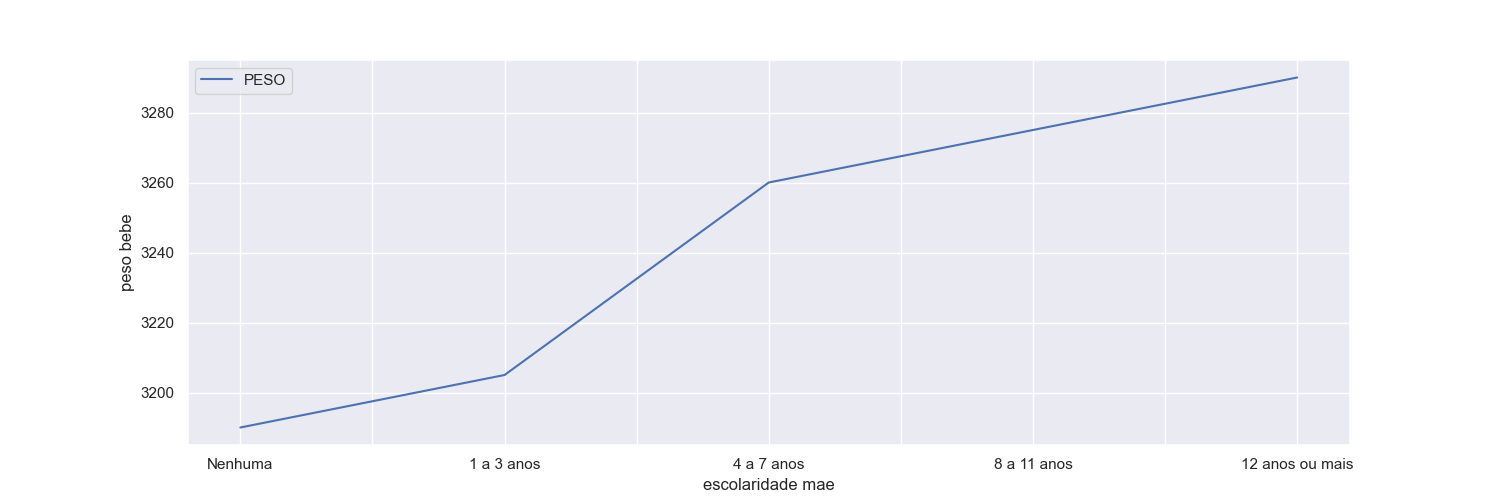 PESO
3280
3260
3240
3220
3200
peso bebe
Nenhuma 1 a 3 anos 4 a 7 anos 8 a 11 anos 12 anos ou mais
escolaridade mae